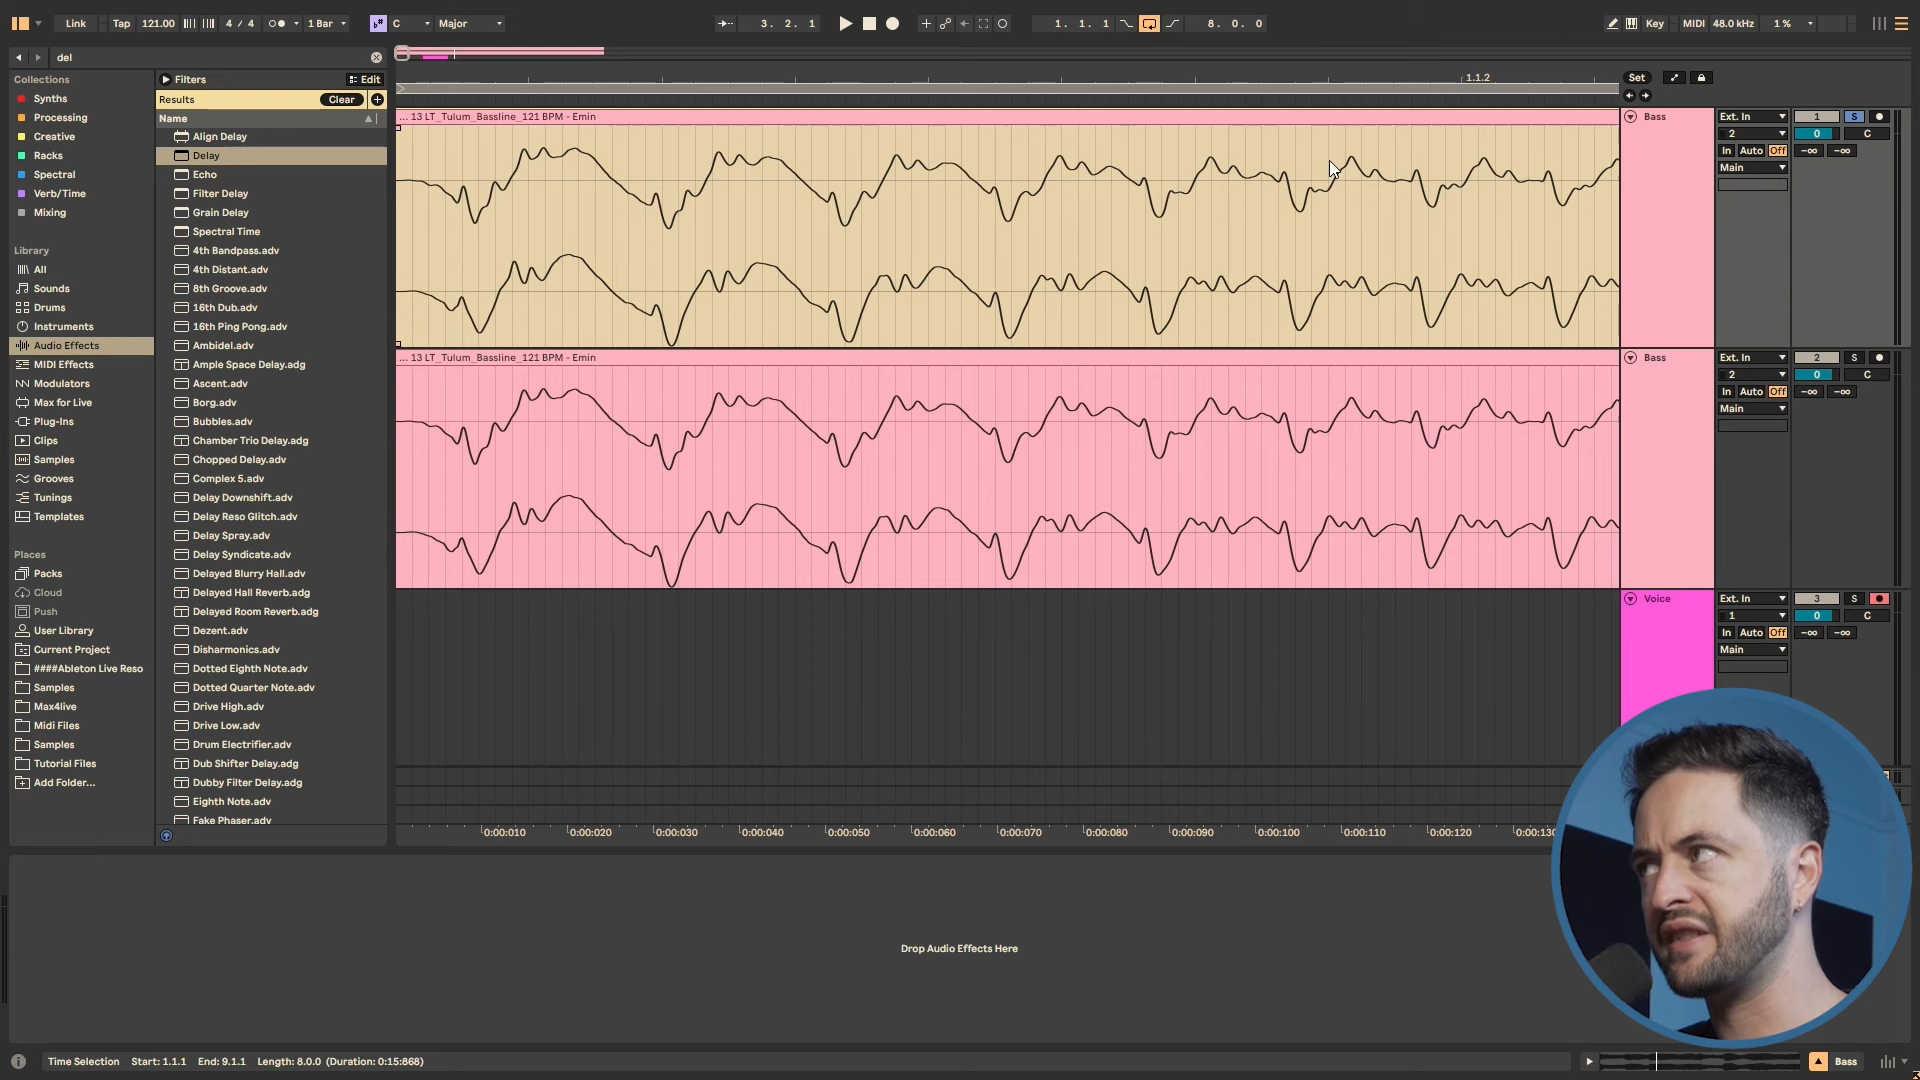 Link Tap 121.00 4 / 4 1 Bar C Major 3. 2. 1 1. 1. 1 8. 0. 0 Key MIDI 48.0 kHz 1 %
del
Collections
Synths
Processing
Creative
Racks
Spectral
Verb/Time
Mixing
Library
All
Sounds
Drums
Instruments
Audio Effects
MIDI Effects
Modulators
Max for Live
Plug-Ins
Clips
Samples
Grooves
Tunings
Templates
Places
Packs
Cloud
Push
User Library
Current Project
####Ableton Live Reso
Samples
Max4live
Midi Files
Samples
Tutorial Files
Add Folder...
Filters Edit
Results Clear
Name
Align Delay
Delay
Echo
Filter Delay
Grain Delay
Spectral Time
4th Bandpass.adv
4th Distant.adv
8th Groove.adv
16th Dub.adv
16th Ping Pong.adv
Ambidel.adv
Ample Space Delay.adg
Ascent.adv
Borg.adv
Bubbles.adv
Chamber Trio Delay.adg
Chopped Delay.adv
Complex 5.adv
Delay Downshift.adv
Delay Reso Glitch.adv
Delay Spray.adv
Delay Syndicate.adv
Delayed Blurry Hall.adv
Delayed Hall Reverb.adg
Delayed Room Reverb.adg
Dezent.adv
Disharmonics.adv
Dotted Eighth Note.adv
Dotted Quarter Note.adv
Drive High.adv
Drive Low.adv
Drum Electrifier.adv
Dub Shifter Delay.adg
Dubby Filter Delay.adg
Eighth Note.adv
Fake Phaser.adv
1.1.2
Set
... 13 LT_Tulum_Bassline_121 BPM - Emin
Bass Ext. In 1 S
2 0 C
In Auto Off -∞ -∞
Main
... 13 LT_Tulum_Bassline_121 BPM - Emin
Bass Ext. In 2 S
2 0 C
In Auto Off -∞ -∞
Main
Voice Ext. In 3 S
1 0 C
In Auto Off -∞ -∞
Main
0:00:010 0:00:020 0:00:030 0:00:040 0:00:050 0:00:060 0:00:070 0:00:080 0:00:090 0:00:100 0:00:110 0:00:120
Drop Audio Effects Here
Time Selection Start: 1.1.1 End: 9.1.1 Length: 8.0.0 (Duration: 0:15:868)
Bass